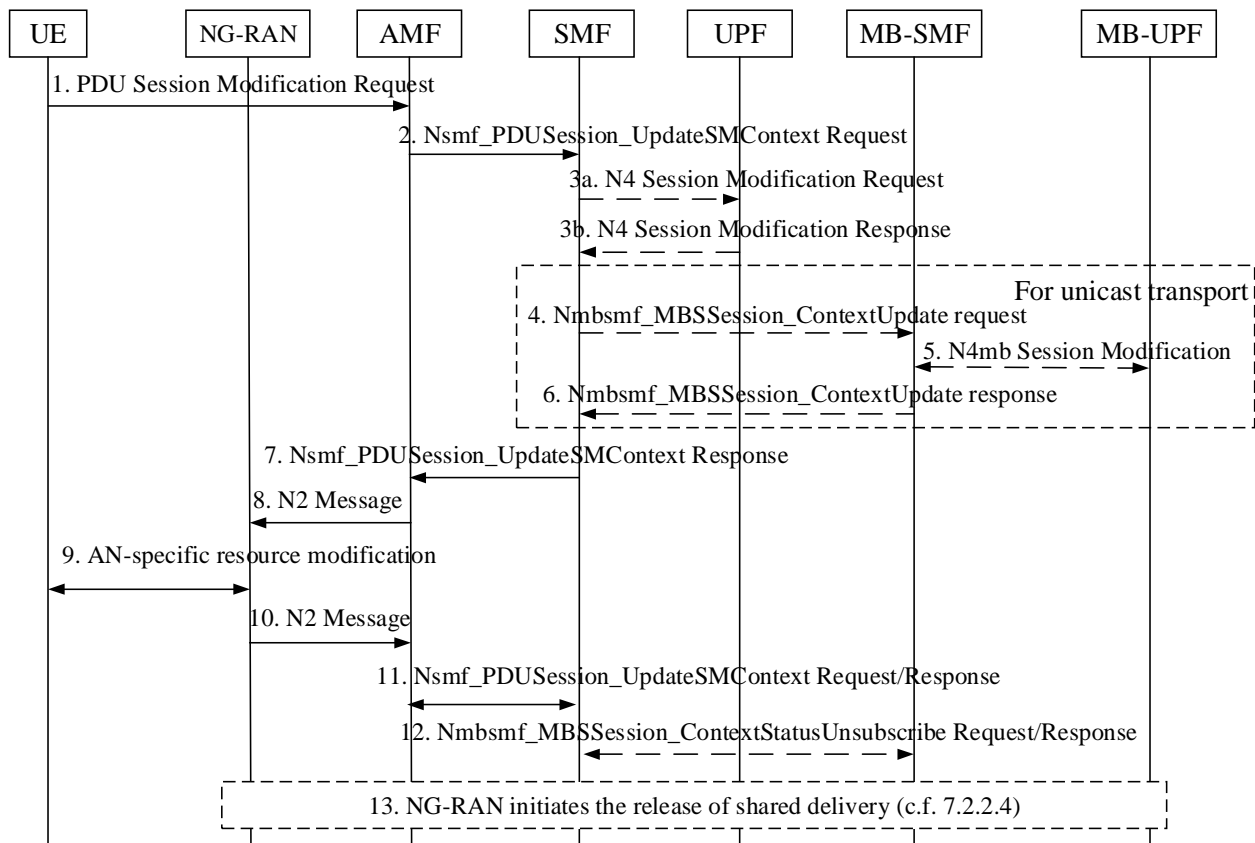 UE
NG-RAN
AMF
SMF
UPF
MB-SMF
MB-UPF
1. PDU Session Modification Request
2. Nsmf_PDUSession_UpdateSMContext Request
3a. N4 Session Modification Request
3b. N4 Session Modification Response
For unicast transport
4. Nmbsmf_MBSSession_ContextUpdate request
5. N4mb Session Modification
6. Nmbsmf_MBSSession_ContextUpdate response
7. Nsmf_PDUSession_UpdateSMContext Response
8. N2 Message
9. AN-specific resource modification
10. N2 Message
11. Nsmf_PDUSession_UpdateSMContext Request/Response
12. Nmbsmf_MBSSession_ContextStatusUnsubscribe Request/Response
13. NG-RAN initiates the release of shared delivery (c.f. 7.2.2.4)